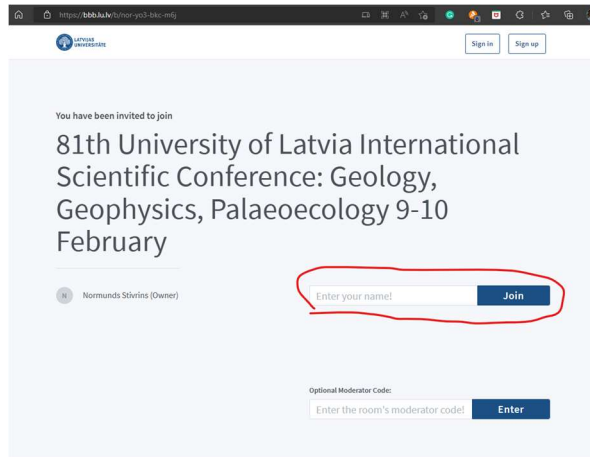 https://bbb.lu.lv/b/nor-yo3-bkc-m6j
LATVIJAS
UNIVERSITĀTE
Sign in
Sign up
You have been invited to join
81th University of Latvia International
Scientific Conference: Geology,
Geophysics, Palaeoecology 9-10
February
N
Normunds Stivrins (Owner)
Enter your name!
Join
Optional Moderator Code:
Enter the room's moderator code!
Enter